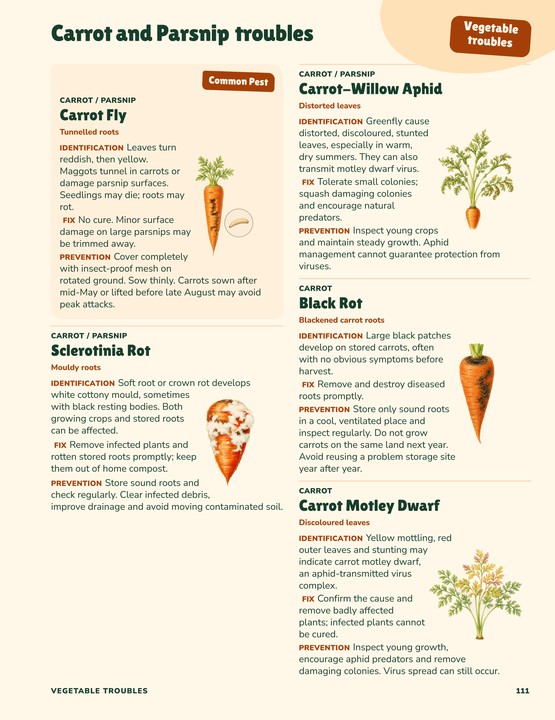 Carrot and Parsnip troubles
Vegetable
troubles
Common Pest
CARROT / PARSNIP
Carrot Fly
Tunnelled roots
IDENTIFICATION Leaves turn
reddish, then yellow.
Maggots tunnel in carrots or
damage parsnip surfaces.
Seedlings may die; roots may
rot.
FIX No cure. Minor surface
damage on large parsnips may
be trimmed away.
PREVENTION Cover completely
with insect-proof mesh on
rotated ground. Sow thinly. Carrots sown after
mid-May or lifted before late August may avoid
peak attacks.
CARROT / PARSNIP
Sclerotinia Rot
Mouldy roots
IDENTIFICATION Soft root or crown rot develops
white cottony mould, sometimes
with black resting bodies. Both
growing crops and stored roots
can be affected.
FIX Remove infected plants and
rotten stored roots promptly; keep
them out of home compost.
PREVENTION Store sound roots and
check regularly. Clear infected debris,
improve drainage and avoid moving contaminated soil.
CARROT / PARSNIP
Carrot-Willow Aphid
Distorted leaves
IDENTIFICATION Greenfly cause
distorted, discoloured, stunted
leaves, especially in warm,
dry summers. They can also
transmit motley dwarf virus.
FIX Tolerate small colonies;
squash damaging colonies
and encourage natural
predators.
PREVENTION Inspect young crops
and maintain steady growth. Aphid
management cannot guarantee protection from
viruses.
CARROT
Black Rot
Blackened carrot roots
IDENTIFICATION Large black patches
develop on stored carrots, often
with no obvious symptoms before
harvest.
FIX Remove and destroy diseased
roots promptly.
PREVENTION Store only sound roots
in a cool, ventilated place and
inspect regularly. Do not grow
carrots on the same land next year.
Avoid reusing a problem storage site
year after year.
CARROT
Carrot Motley Dwarf
Discoloured leaves
IDENTIFICATION Yellow mottling, red
outer leaves and stunting may
indicate carrot motley dwarf,
an aphid-transmitted virus
complex.
FIX Confirm the cause and
remove badly affected
plants; infected plants cannot
be cured.
PREVENTION Inspect young growth,
encourage aphid predators and remove
damaging colonies. Virus spread can still occur.
VEGETABLE TROUBLES
111